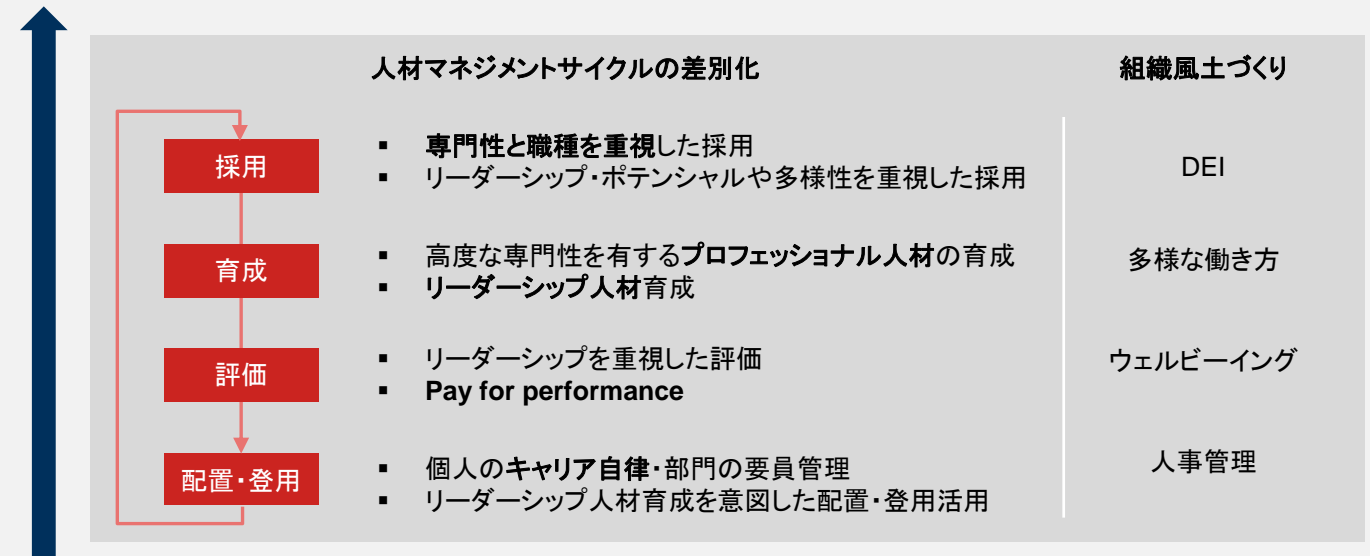 人材マネジメントサイクルの差別化
組織風土づくり
採用
▪ 専門性と職種を重視した採用
▪ リーダーシップ・ポテンシャルや多様性を重視した採用
DEI
育成
▪ 高度な専門性を有するプロフェッショナル人材の育成
▪ リーダーシップ人材育成
多様な働き方
評価
▪ リーダーシップを重視した評価
▪ Pay for performance
ウェルビーイング
配置・登用
▪ 個人のキャリア自律・部門の要員管理
▪ リーダーシップ人材育成を意図した配置・登用活用
人事管理